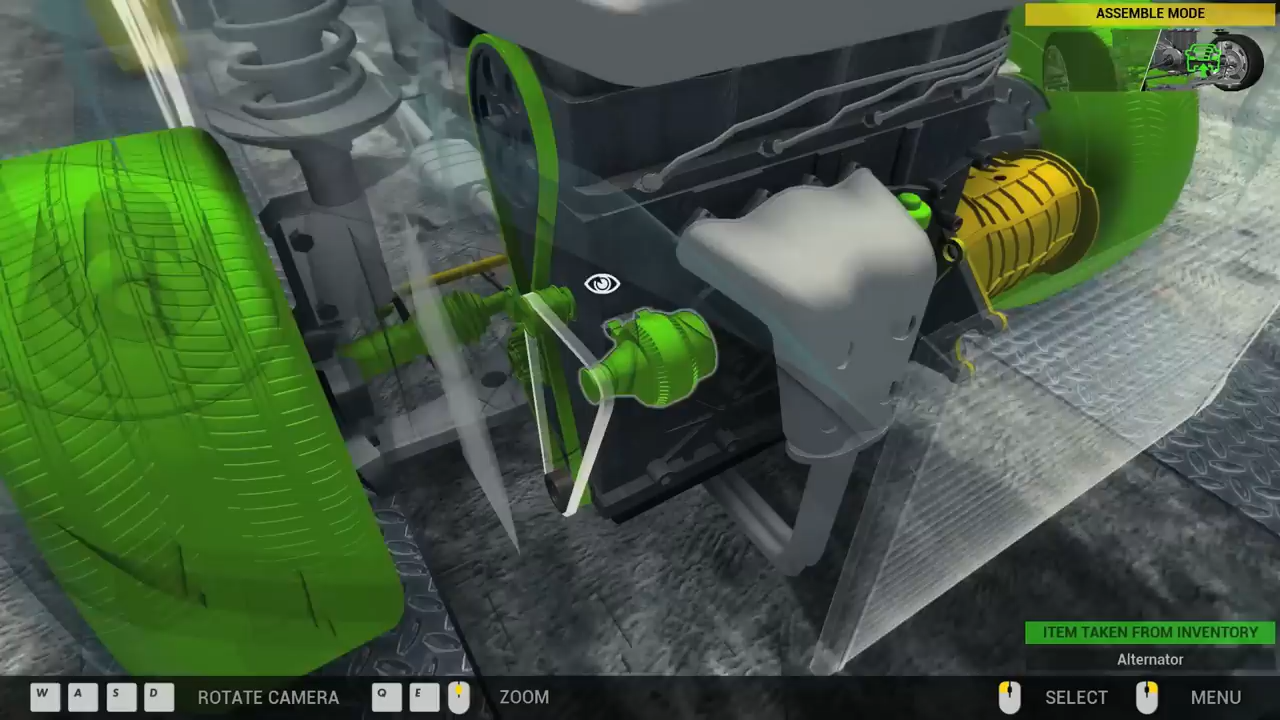 ASSEMBLE MODE
ITEM TAKEN FROM INVENTORY
Alternator
W A S D ROTATE CAMERA Q E ZOOM SELECT MENU